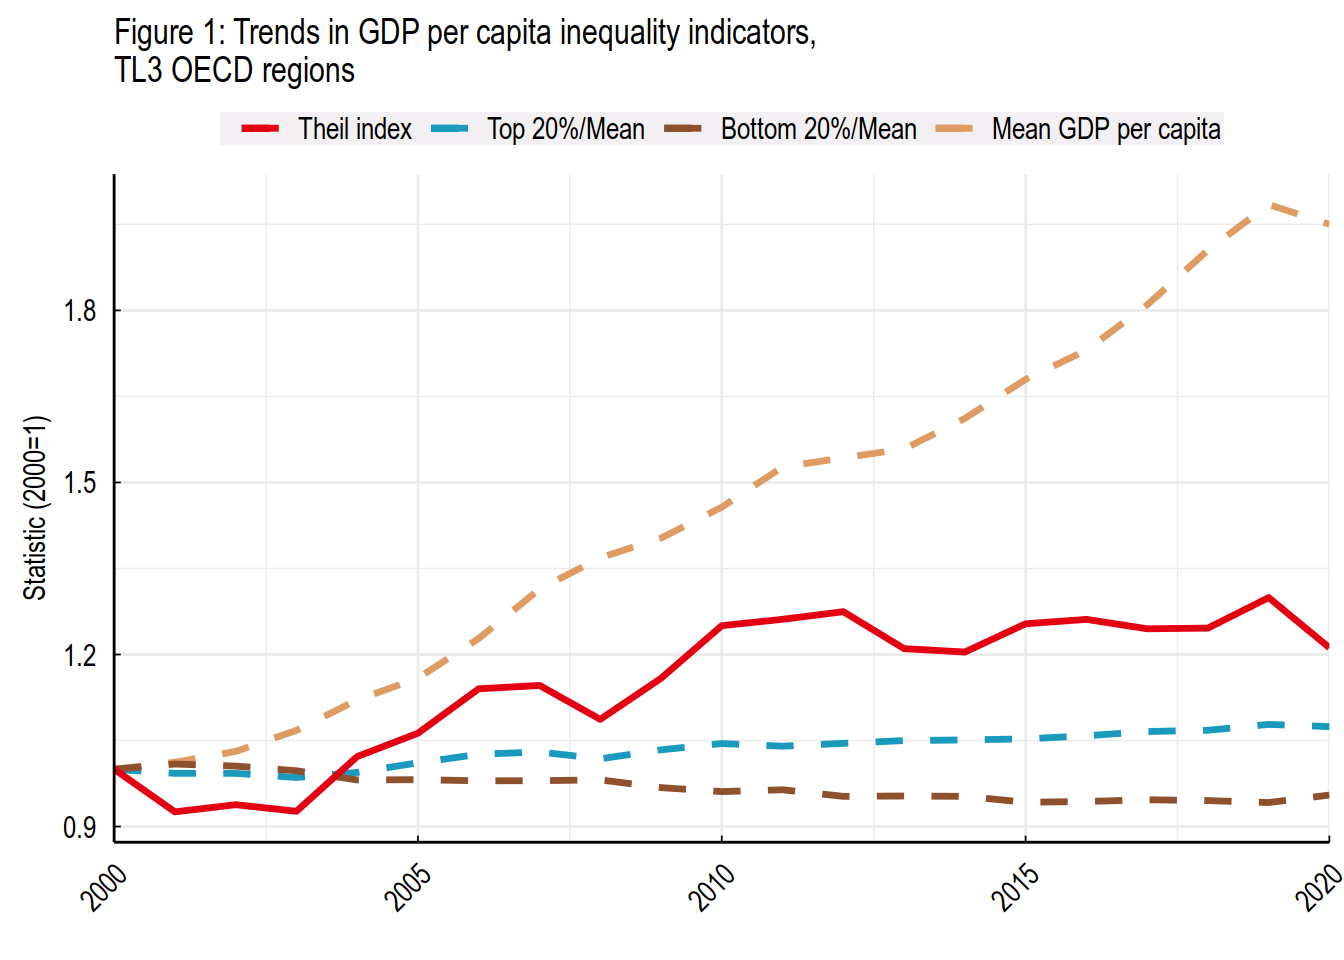 Figure 1: Trends in GDP per capita inequality indicators,
TL3 OECD regions
Theil index Top 20%/Mean Bottom 20%/Mean Mean GDP per capita
Statistic (2000=1)
1.8
1.5
1.2
0.9
2000 2005 2010 2015 2020